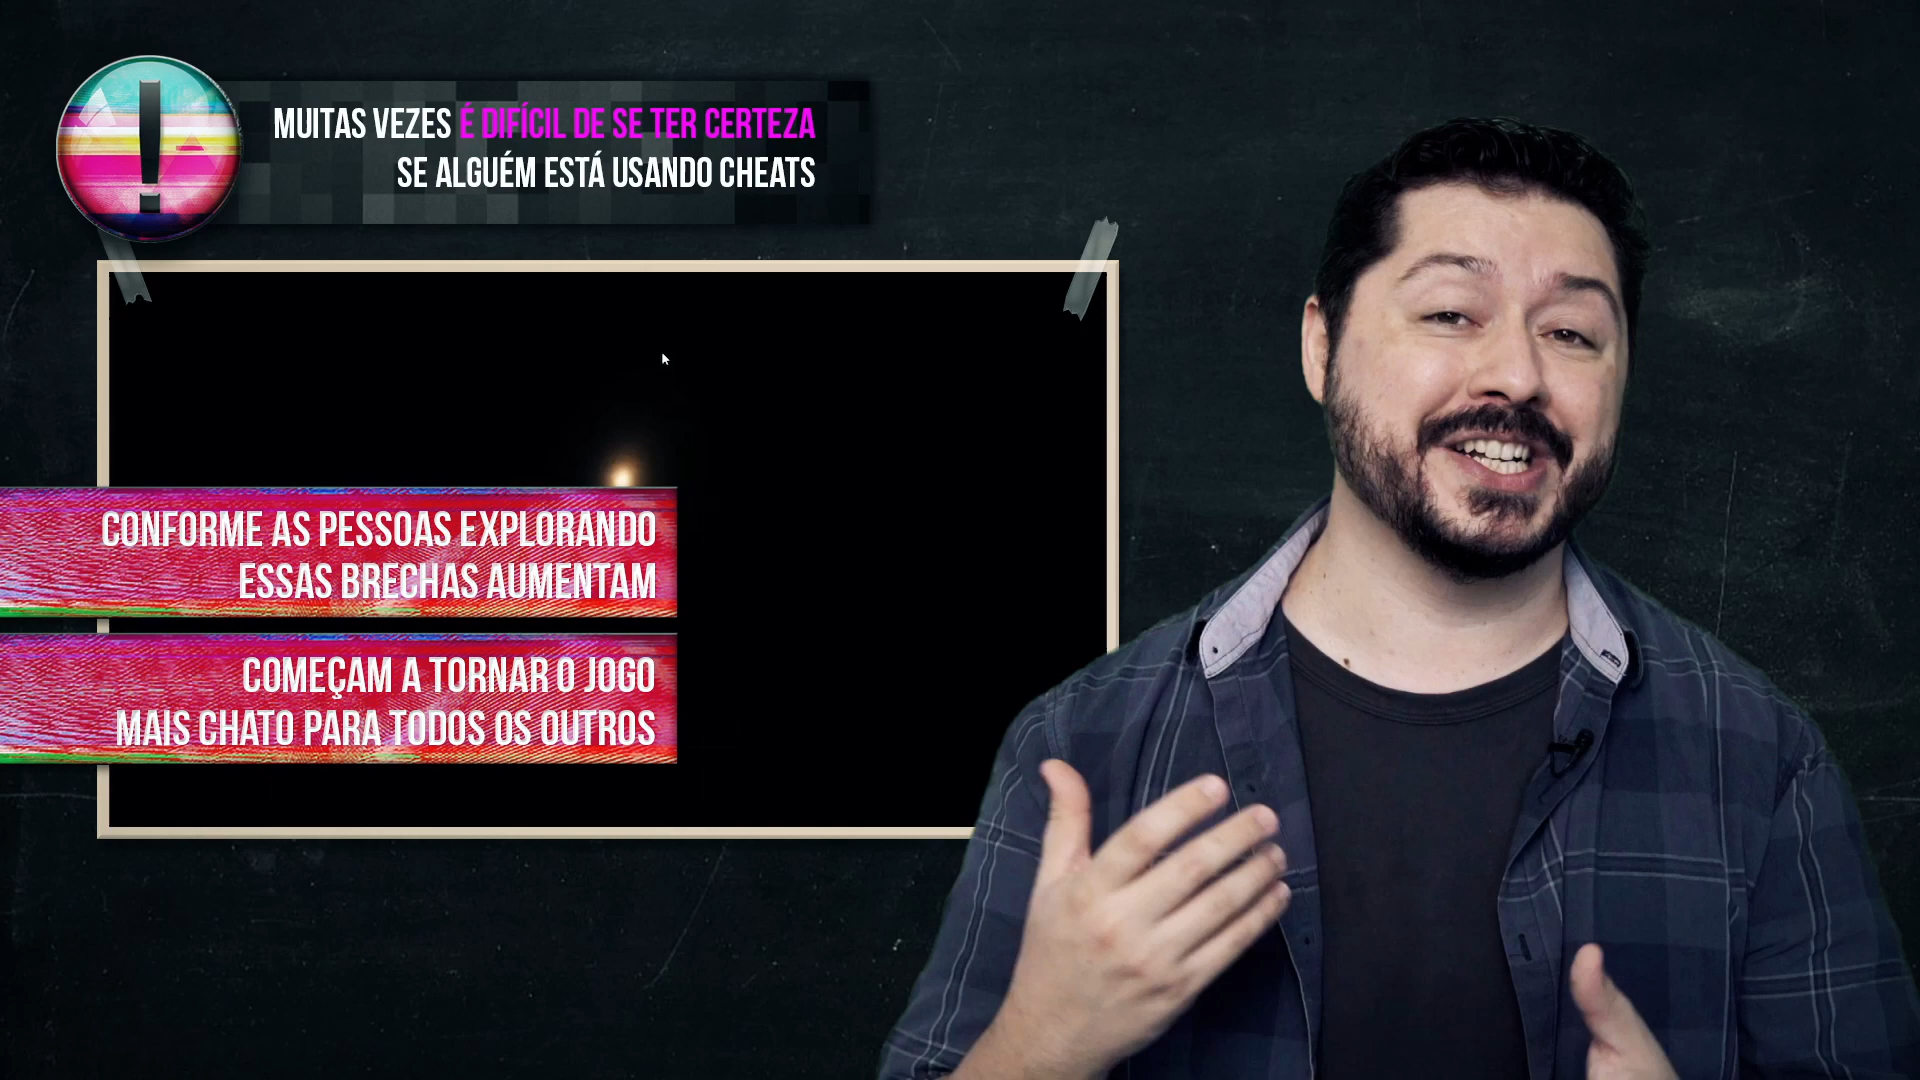 MUITAS VEZES É DIFÍCIL DE SE TER CERTEZA
SE ALGUÉM ESTÁ USANDO CHEATS
CONFORME AS PESSOAS EXPLORANDO
ESSAS BRECHAS AUMENTAM
COMEÇAM A TORNAR O JOGO
MAIS CHATO PARA TODOS OS OUTROS